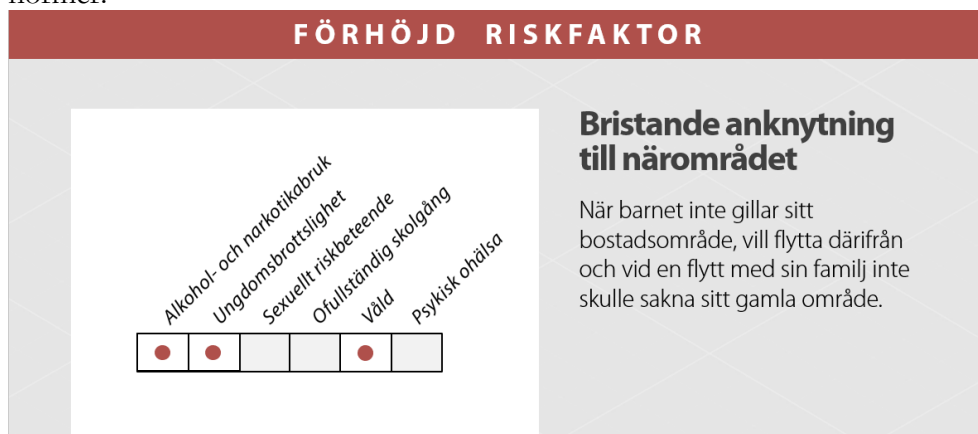 FÖRHÖJD RISKFAKTOR
Alkohol- och narkotikabruk
Ungdomsbrottslighet
Sexuellt riskbeteende
Ofullständig skolgång
Våld
Psykisk ohälsa
Bristande anknytning
till närområdet
När barnet inte gillar sitt
bostadsområde, vill flytta därifrån
och vid en flytt med sin familj inte
skulle sakna sitt gamla område.